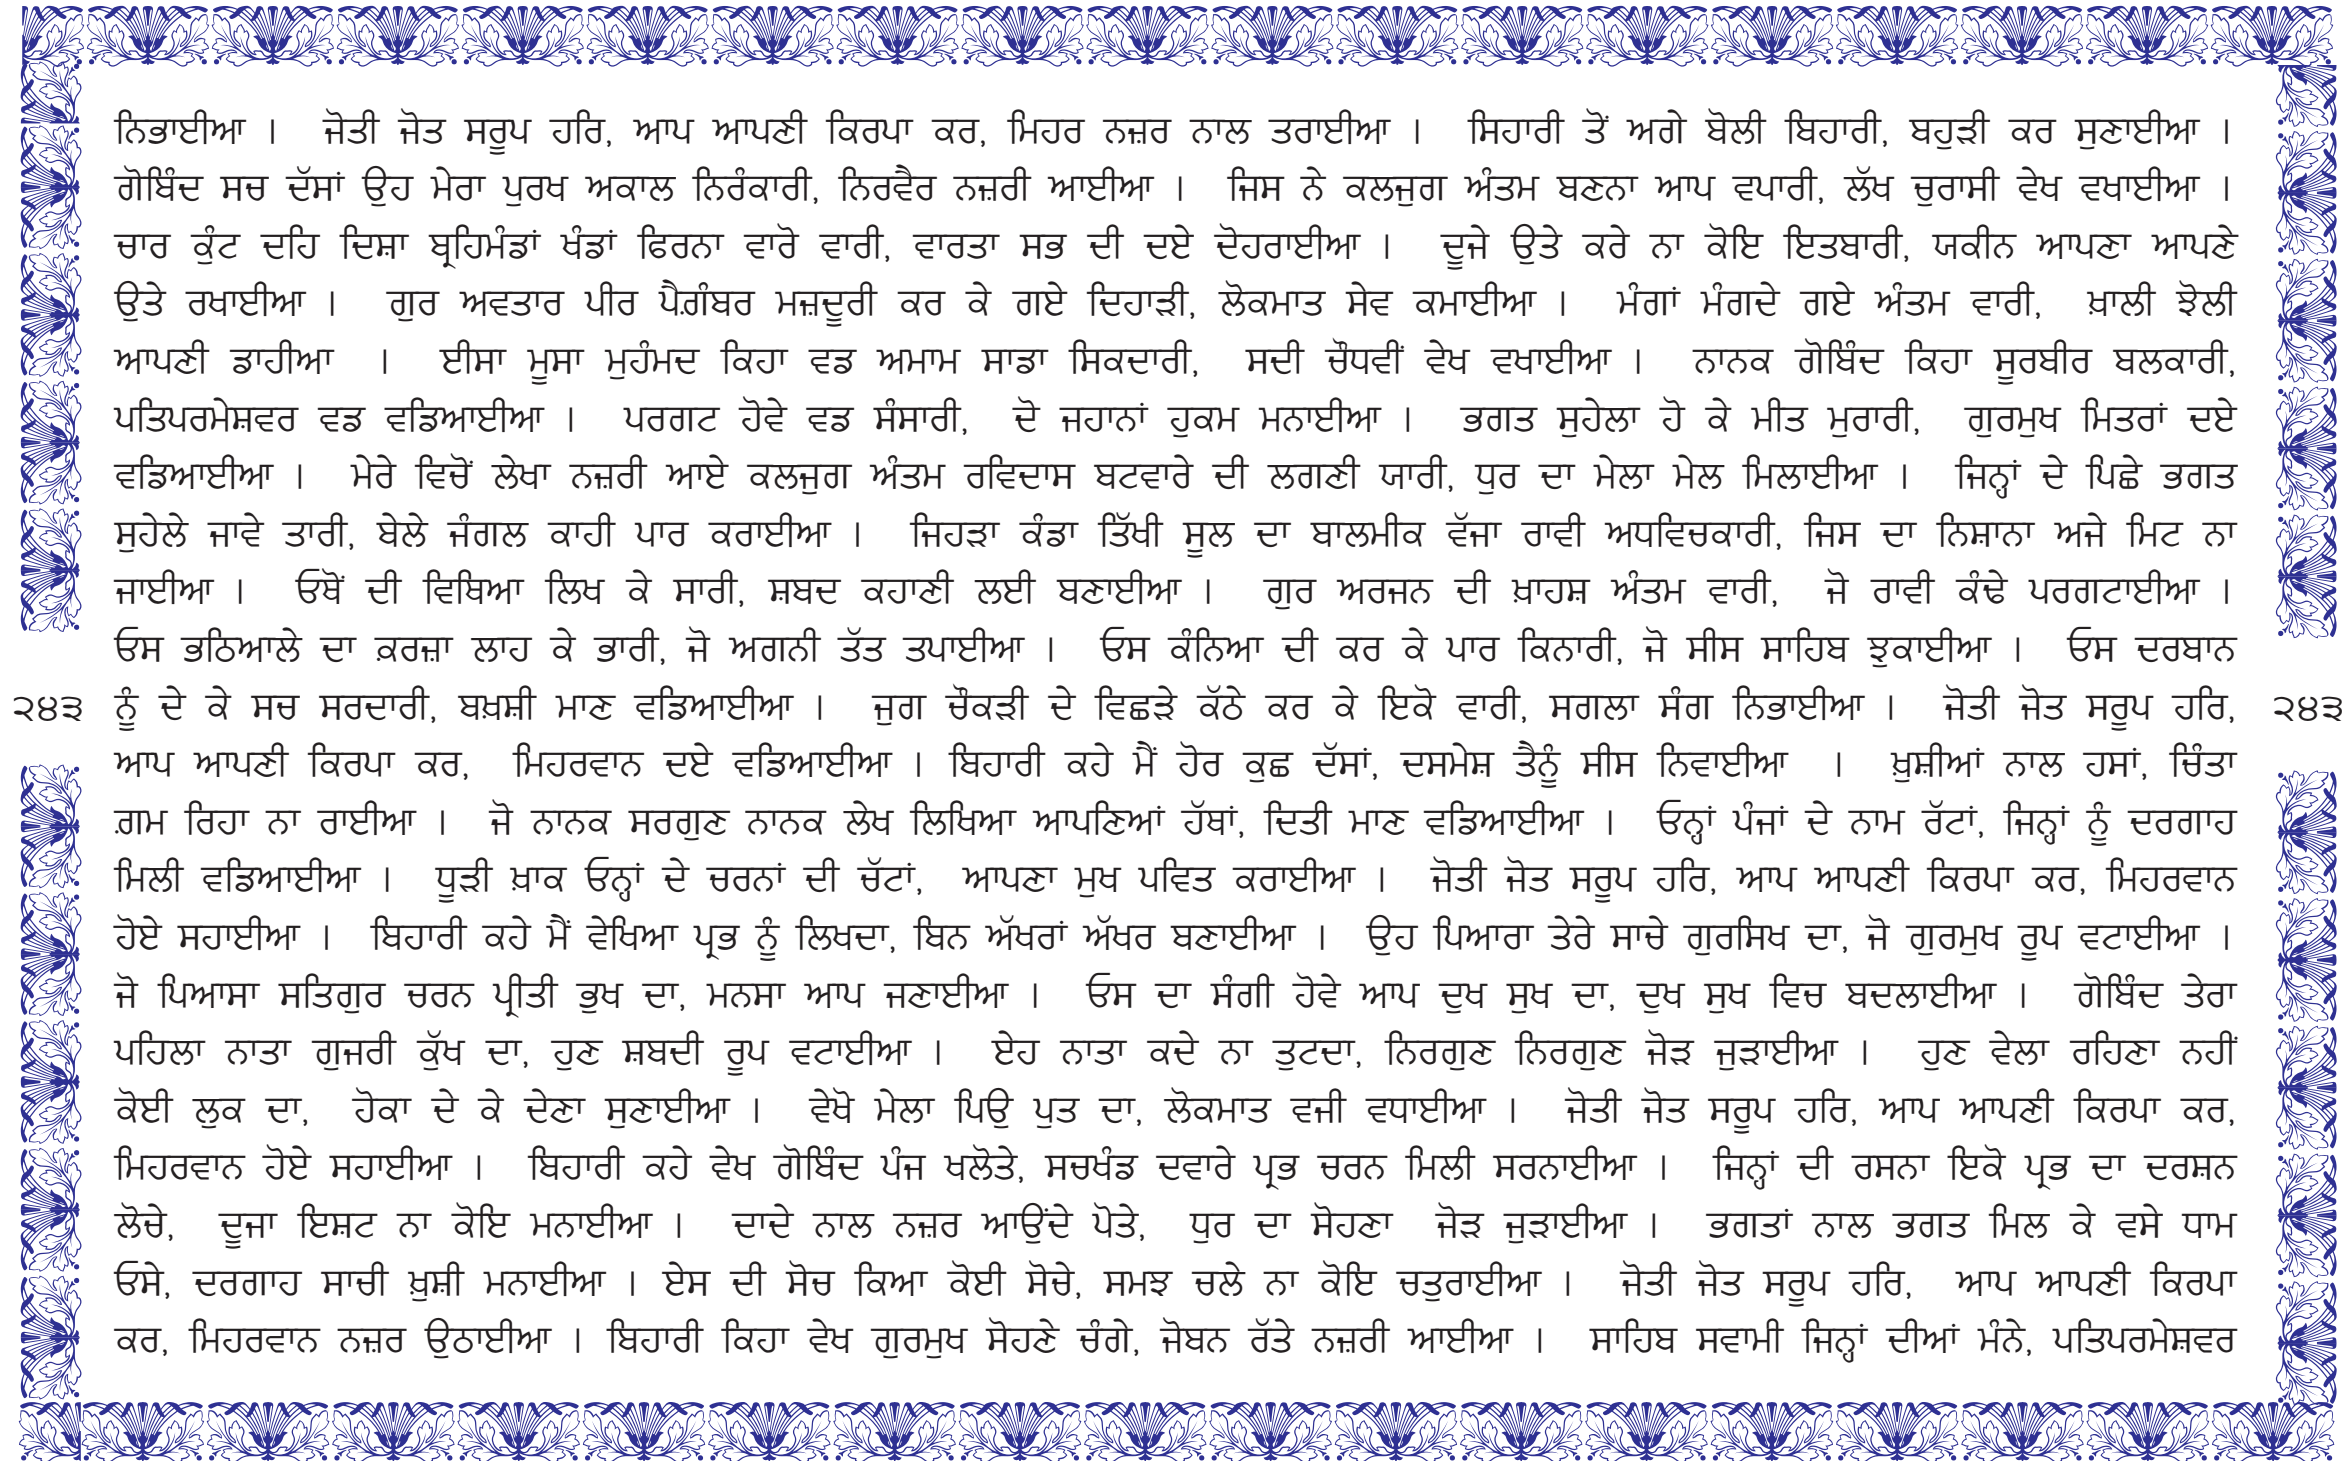 ਨਿਭਾਈਆ । ਜੋਤੀ ਜੋਤ ਸਰੂਪ ਹਰਿ, ਆਪ ਆਪਣੀ ਕਿਰਪਾ ਕਰ, ਮਿਹਰ ਨਜ਼ਰ ਨਾਲ ਤਰਾਈਆ । ਸਿਹਾਰੀ ਤੋਂ ਅਗੇ ਬੋਲੀ ਬਿਹਾਰੀ, ਬਹੁੜੀ ਕਰ ਸੁਣਾਈਆ ।
ਗੋਬਿੰਦ ਸਚ ਦੱਸਾਂ ਉਹ ਮੇਰਾ ਪੁਰਖ ਅਕਾਲ ਨਿਰੰਕਾਰੀ, ਨਿਰਵੈਰ ਨਜ਼ਰੀ ਆਈਆ । ਜਿਸ ਨੇ ਕਲਜੁਗ ਅੰਤਮ ਬਣਨਾ ਆਪ ਵਪਾਰੀ, ਲੱਖ ਚੁਰਾਸੀ ਵੇਖ ਵਖਾਈਆ ।
ਚਾਰ ਕੁੰਟ ਦਹਿ ਦਿਸ਼ਾ ਬ੍ਰਹਿਮੰਡਾਂ ਖੰਡਾਂ ਫਿਰਨਾ ਵਾਰੋ ਵਾਰੀ, ਵਾਰਤਾ ਸਭ ਦੀ ਦਏ ਦੋਹਰਾਈਆ । ਦੂਜੇ ਉਤੇ ਕਰੇ ਨਾ ਕੋਇ ਇਤਬਾਰੀ, ਯਕੀਨ ਆਪਣਾ ਆਪਣੇ
ਉਤੇ ਰਖਾਈਆ । ਗੁਰ ਅਵਤਾਰ ਪੀਰ ਪੈਗ਼ੰਬਰ ਮਜ਼ਦੂਰੀ ਕਰ ਕੇ ਗਏ ਦਿਹਾੜੀ, ਲੋਕਮਾਤ ਸੇਵ ਕਮਾਈਆ । ਮੰਗਾਂ ਮੰਗਦੇ ਗਏ ਅੰਤਮ ਵਾਰੀ, ਖ਼ਾਲੀ ਝੋਲੀ
ਆਪਣੀ ਡਾਹੀਆ । ਈਸਾ ਮੂਸਾ ਮੁਹੰਮਦ ਕਿਹਾ ਵਡ ਅਮਾਮ ਸਾਡਾ ਸਿਕਦਾਰੀ, ਸਦੀ ਚੌਧਵੀਂ ਵੇਖ ਵਖਾਈਆ । ਨਾਨਕ ਗੋਬਿੰਦ ਕਿਹਾ ਸੂਰਬੀਰ ਬਲਕਾਰੀ,
ਪਤਿਪਰਮੇਸ਼ਵਰ ਵਡ ਵਡਿਆਈਆ । ਪਰਗਟ ਹੋਵੇ ਵਡ ਸੰਸਾਰੀ, ਦੋ ਜਹਾਨਾਂ ਹੁਕਮ ਮਨਾਈਆ । ਭਗਤ ਸੁਹੇਲਾ ਹੋ ਕੇ ਮੀਤ ਮੁਰਾਰੀ, ਗੁਰਮੁਖ ਮਿਤਰਾਂ ਦਏ
ਵਡਿਆਈਆ । ਮੇਰੇ ਵਿਚੋਂ ਲੇਖਾ ਨਜ਼ਰੀ ਆਏ ਕਲਜੁਗ ਅੰਤਮ ਰਵਿਦਾਸ ਬਟਵਾਰੇ ਦੀ ਲਗਣੀ ਯਾਰੀ, ਧੁਰ ਦਾ ਮੇਲਾ ਮੇਲ ਮਿਲਾਈਆ । ਜਿਨ੍ਹਾਂ ਦੇ ਪਿਛੇ ਭਗਤ
ਸੁਹੇਲੇ ਜਾਵੇ ਤਾਰੀ, ਬੇਲੇ ਜੰਗਲ ਕਾਹੀ ਪਾਰ ਕਰਾਈਆ । ਜਿਹੜਾ ਕੰਡਾ ਤਿੱਖੀ ਸੂਲ ਦਾ ਬਾਲਮੀਕ ਵੱਜਾ ਰਾਵੀ ਅਧਵਿਚਕਾਰੀ, ਜਿਸ ਦਾ ਨਿਸ਼ਾਨਾ ਅਜੇ ਮਿਟ ਨਾ
ਜਾਈਆ । ਓਥੋਂ ਦੀ ਵਿਥਿਆ ਲਿਖ ਕੇ ਸਾਰੀ, ਸ਼ਬਦ ਕਹਾਣੀ ਲਈ ਬਣਾਈਆ । ਗੁਰ ਅਰਜਨ ਦੀ ਖ਼ਾਹਸ਼ ਅੰਤਮ ਵਾਰੀ, ਜੋ ਰਾਵੀ ਕੰਢੇ ਪਰਗਟਾਈਆ ।
ਓਸ ਭਠਿਆਲੇ ਦਾ ਕ਼ਰਜ਼ਾ ਲਾਹ ਕੇ ਭਾਰੀ, ਜੋ ਅਗਨੀ ਤੱਤ ਤਪਾਈਆ । ਓਸ ਕੰਨਿਆ ਦੀ ਕਰ ਕੇ ਪਾਰ ਕਿਨਾਰੀ, ਜੋ ਸੀਸ ਸਾਹਿਬ ਝੁਕਾਈਆ । ਓਸ ਦਰਬਾਨ
੨੪੩ ਨੂੰ ਦੇ ਕੇ ਸਚ ਸਰਦਾਰੀ, ਬਖ਼ਸ਼ੀ ਮਾਣ ਵਡਿਆਈਆ । ਜੁਗ ਚੌਕੜੀ ਦੇ ਵਿਛੜੇ ਕੱਠੇ ਕਰ ਕੇ ਇਕੋ ਵਾਰੀ, ਸਗਲਾ ਸੰਗ ਨਿਭਾਈਆ । ਜੋਤੀ ਜੋਤ ਸਰੂਪ ਹਰਿ, ੨੪੩
ਆਪ ਆਪਣੀ ਕਿਰਪਾ ਕਰ, ਮਿਹਰਵਾਨ ਦਏ ਵਡਿਆਈਆ । ਬਿਹਾਰੀ ਕਹੇ ਮੈਂ ਹੋਰ ਕੁਛ ਦੱਸਾਂ, ਦਸਮੇਸ਼ ਤੈਨੂੰ ਸੀਸ ਨਿਵਾਈਆ । ਖ਼ੁਸ਼ੀਆਂ ਨਾਲ ਹਸਾਂ, ਚਿੰਤਾ
ਗ਼ਮ ਰਿਹਾ ਨਾ ਰਾਈਆ । ਜੋ ਨਾਨਕ ਸਰਗੁਣ ਨਾਨਕ ਲੇਖ ਲਿਖਿਆ ਆਪਣਿਆਂ ਹੱਥਾਂ, ਦਿਤੀ ਮਾਣ ਵਡਿਆਈਆ । ਓਨ੍ਹਾਂ ਪੰਜਾਂ ਦੇ ਨਾਮ ਰੱਟਾਂ, ਜਿਨ੍ਹਾਂ ਨੂੰ ਦਰਗਾਹ
ਮਿਲੀ ਵਡਿਆਈਆ । ਧੂੜੀ ਖ਼ਾਕ ਓਨ੍ਹਾਂ ਦੇ ਚਰਨਾਂ ਦੀ ਚੱਟਾਂ, ਆਪਣਾ ਮੁਖ ਪਵਿਤ ਕਰਾਈਆ । ਜੋਤੀ ਜੋਤ ਸਰੂਪ ਹਰਿ, ਆਪ ਆਪਣੀ ਕਿਰਪਾ ਕਰ, ਮਿਹਰਵਾਨ
ਹੋਏ ਸਹਾਈਆ । ਬਿਹਾਰੀ ਕਹੇ ਮੈਂ ਵੇਖਿਆ ਪ੍ਰਭ ਨੂੰ ਲਿਖਦਾ, ਬਿਨ ਅੱਖਰਾਂ ਅੱਖਰ ਬਣਾਈਆ । ਉਹ ਪਿਆਰਾ ਤੇਰੇ ਸਾਚੇ ਗੁਰਸਿਖ ਦਾ, ਜੋ ਗੁਰਮੁਖ ਰੂਪ ਵਟਾਈਆ ।
ਜੋ ਪਿਆਸਾ ਸਤਿਗੁਰ ਚਰਨ ਪ੍ਰੀਤੀ ਭੁਖ ਦਾ, ਮਨਸਾ ਆਪ ਜਣਾਈਆ । ਓਸ ਦਾ ਸੰਗੀ ਹੋਵੇ ਆਪ ਦੁਖ ਸੁਖ ਦਾ, ਦੁਖ ਸੁਖ ਵਿਚ ਬਦਲਾਈਆ । ਗੋਬਿੰਦ ਤੇਰਾ
ਪਹਿਲਾ ਨਾਤਾ ਗੁਜਰੀ ਕੁੱਖ ਦਾ, ਹੁਣ ਸ਼ਬਦੀ ਰੂਪ ਵਟਾਈਆ । ਏਹ ਨਾਤਾ ਕਦੇ ਨਾ ਤੁਟਦਾ, ਨਿਰਗੁਣ ਨਿਰਗੁਣ ਜੋੜ ਜੁੜਾਈਆ । ਹੁਣ ਵੇਲਾ ਰਹਿਣਾ ਨਹੀਂ
ਕੋਈ ਲੁਕ ਦਾ, ਹੋਕਾ ਦੇ ਕੇ ਦੇਣਾ ਸੁਣਾਈਆ । ਵੇਖੋ ਮੇਲਾ ਪਿਉ ਪੁਤ ਦਾ, ਲੋਕਮਾਤ ਵਜੀ ਵਧਾਈਆ । ਜੋਤੀ ਜੋਤ ਸਰੂਪ ਹਰਿ, ਆਪ ਆਪਣੀ ਕਿਰਪਾ ਕਰ,
ਮਿਹਰਵਾਨ ਹੋਏ ਸਹਾਈਆ । ਬਿਹਾਰੀ ਕਹੇ ਵੇਖ ਗੋਬਿੰਦ ਪੰਜ ਖਲੋਤੇ, ਸਚਖੰਡ ਦਵਾਰੇ ਪ੍ਰਭ ਚਰਨ ਮਿਲੀ ਸਰਨਾਈਆ । ਜਿਨ੍ਹਾਂ ਦੀ ਰਸਨਾ ਇਕੋ ਪ੍ਰਭ ਦਾ ਦਰਸ਼ਨ
ਲੋਚੇ, ਦੂਜਾ ਇਸ਼ਟ ਨਾ ਕੋਇ ਮਨਾਈਆ । ਦਾਦੇ ਨਾਲ ਨਜ਼ਰ ਆਉਂਦੇ ਪੋਤੇ, ਧੁਰ ਦਾ ਸੋਹਣਾ ਜੋੜ ਜੁੜਾਈਆ । ਭਗਤਾਂ ਨਾਲ ਭਗਤ ਮਿਲ ਕੇ ਵਸੇ ਧਾਮ
ਓਸੇ, ਦਰਗਾਹ ਸਾਚੀ ਖ਼ੁਸ਼ੀ ਮਨਾਈਆ । ਏਸ ਦੀ ਸੋਚ ਕਿਆ ਕੋਈ ਸੋਚੇ, ਸਮਝ ਚਲੇ ਨਾ ਕੋਇ ਚਤੁਰਾਈਆ । ਜੋਤੀ ਜੋਤ ਸਰੂਪ ਹਰਿ, ਆਪ ਆਪਣੀ ਕਿਰਪਾ
ਕਰ, ਮਿਹਰਵਾਨ ਨਜ਼ਰ ਉਠਾਈਆ । ਬਿਹਾਰੀ ਕਿਹਾ ਵੇਖ ਗੁਰਮੁਖ ਸੋਹਣੇ ਚੰਗੇ, ਜੋਬਨ ਰੱਤੇ ਨਜ਼ਰੀ ਆਈਆ । ਸਾਹਿਬ ਸਵਾਮੀ ਜਿਨ੍ਹਾਂ ਦੀਆਂ ਮੰਨੇ, ਪਤਿਪਰਮੇਸ਼ਵਰ